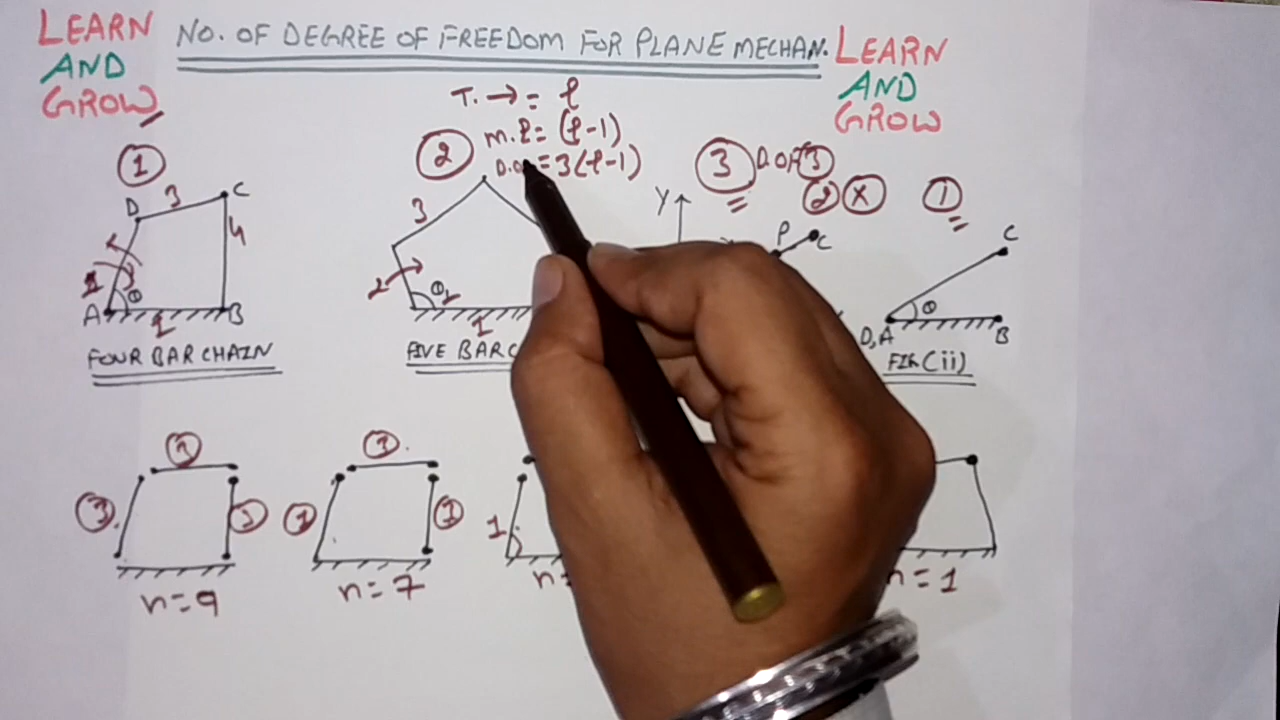 LEARN AND GROW
NO. OF DEGREE OF FREEDOM FOR PLANE MECHAN.
LEARN AND GROW
T. → = l
m.l = (l-1)
= 3(l-1)
1
2
3
D.O.F 3
2 X
1
D 3 C
4
1
θ
A 1 B
FOUR BAR CHAIN
3
2
θ1
1
FIVE BAR C
Y
P
C
C
θ
D,A B
FIG(ii)
3
3
3
n=9
3
1
3
n=7
1
n=
n=1